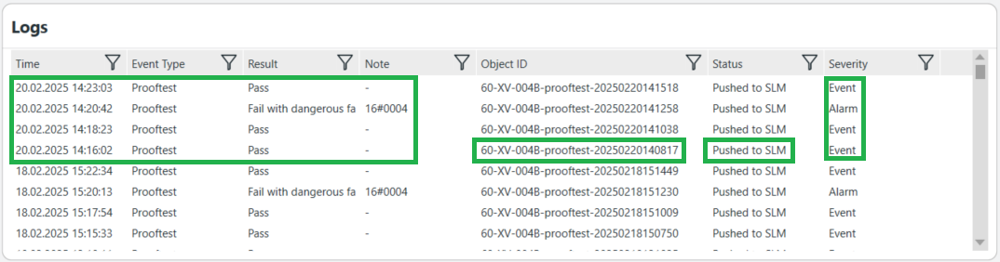 Logs
Time Event Type Result Note Object ID Status Severity
20.02.2025 14:23:03 Prooftest Pass - 60-XV-004B-prooftest-20250220141518 Pushed to SLM Event
20.02.2025 14:20:42 Prooftest Fail with dangerous fa 16#0004 60-XV-004B-prooftest-20250220141258 Pushed to SLM Alarm
20.02.2025 14:18:23 Prooftest Pass - 60-XV-004B-prooftest-20250220141038 Pushed to SLM Event
20.02.2025 14:16:02 Prooftest Pass - 60-XV-004B-prooftest-20250220140817 Pushed to SLM Event
18.02.2025 15:22:34 Prooftest Pass - 60-XV-004B-prooftest-20250218151449 Pushed to SLM Event
18.02.2025 15:20:13 Prooftest Fail with dangerous fa 16#0004 60-XV-004B-prooftest-20250218151230 Pushed to SLM Alarm
18.02.2025 15:17:54 Prooftest Pass - 60-XV-004B-prooftest-20250218151009 Pushed to SLM Event
18.02.2025 15:15:33 Prooftest Pass - 60-XV-004B-prooftest-20250218150750 Pushed to SLM Event